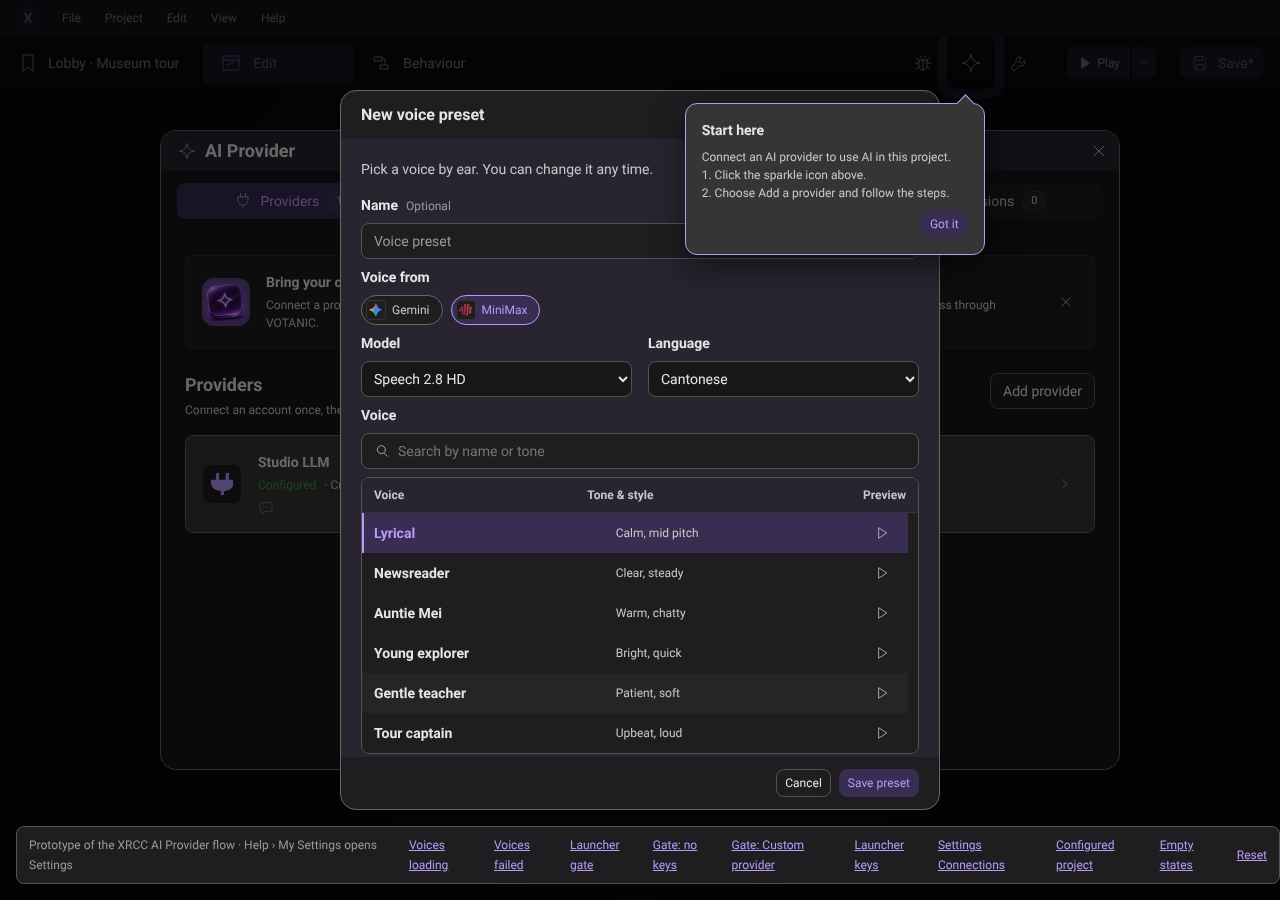 X File Project Edit View Help
Lobby · Museum tour Edit Behaviour Play Save*
AI Provider
Providers
sions 0
New voice preset
Pick a voice by ear. You can change it any time.
Name Optional
Voice preset
Voice from
Gemini MiniMax
Model Language
Speech 2.8 HD Cantonese
Voice
Search by name or tone
Voice Tone & style Preview
Lyrical Calm, mid pitch
Newsreader Clear, steady
Auntie Mei Warm, chatty
Young explorer Bright, quick
Gentle teacher Patient, soft
Tour captain Upbeat, loud
Cancel Save preset
Start here
Connect an AI provider to use AI in this project.
1. Click the sparkle icon above.
2. Choose Add a provider and follow the steps.
Got it
Bring your
Connect a pro
ss through
VOTANIC.
Providers
Connect an account once, the
Add provider
Studio LLM
Configured
Prototype of the XRCC AI Provider flow · Help › My Settings opens
Settings
Voices
loading
Voices
failed
Launcher
gate
Gate: no
keys
Gate: Custom
provider
Launcher
keys
Settings
Connections
Configured
project
Empty
states
Reset